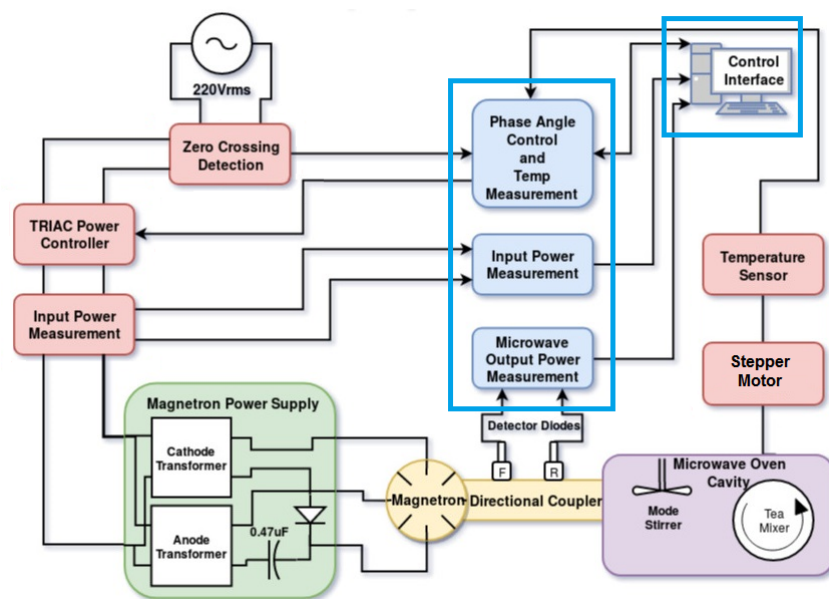 220Vrms
Control
Interface
Phase Angle
Control
and
Temp
Measurement
Zero Crossing
Detection
TRIAC Power
Controller
Input Power
Measurement
Temperature
Sensor
Input Power
Measurement
Microwave
Output Power
Measurement
Stepper
Motor
Magnetron Power Supply
Detector Diodes
Cathode
Transformer
F
R
Microwave Oven
Cavity
Magnetron
Directional Coupler
Mode
Stirrer
Tea
Mixer
0.47uF
Anode
Transformer